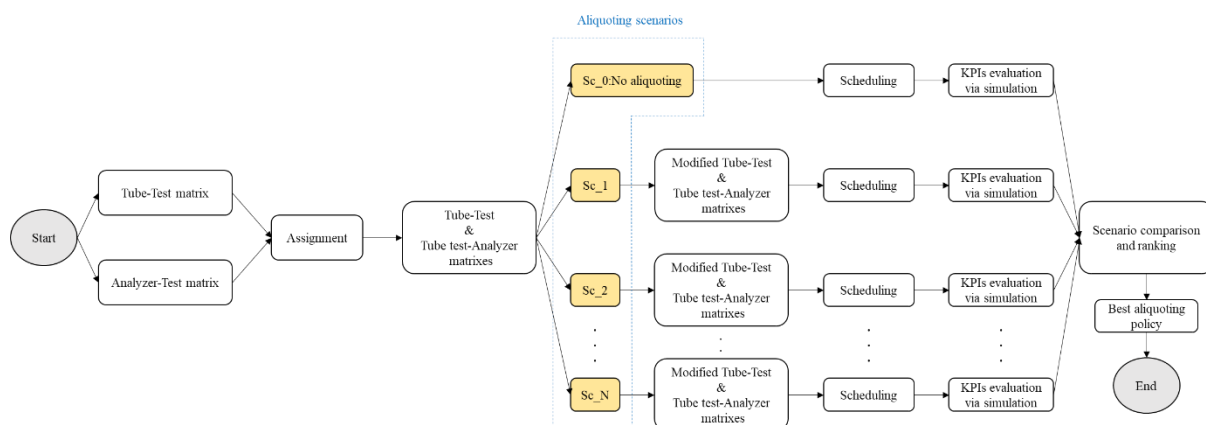 Aliquoting scenarios
Start
Tube-Test matrix
Analyzer-Test matrix
Assignment
Tube-Test
&
Tube test-Analyzer
matrixes
Sc_0:No aliquoting
Scheduling
KPIs evaluation
via simulation
Sc_1
Modified Tube-Test
&
Tube test-Analyzer
matrixes
Scheduling
KPIs evaluation
via simulation
Sc_2
Modified Tube-Test
&
Tube test-Analyzer
matrixes
Scheduling
KPIs evaluation
via simulation
Sc_N
Modified Tube-Test
&
Tube test-Analyzer
matrixes
Scheduling
KPIs evaluation
via simulation
Scenario comparison
and ranking
Best aliquoting
policy
End